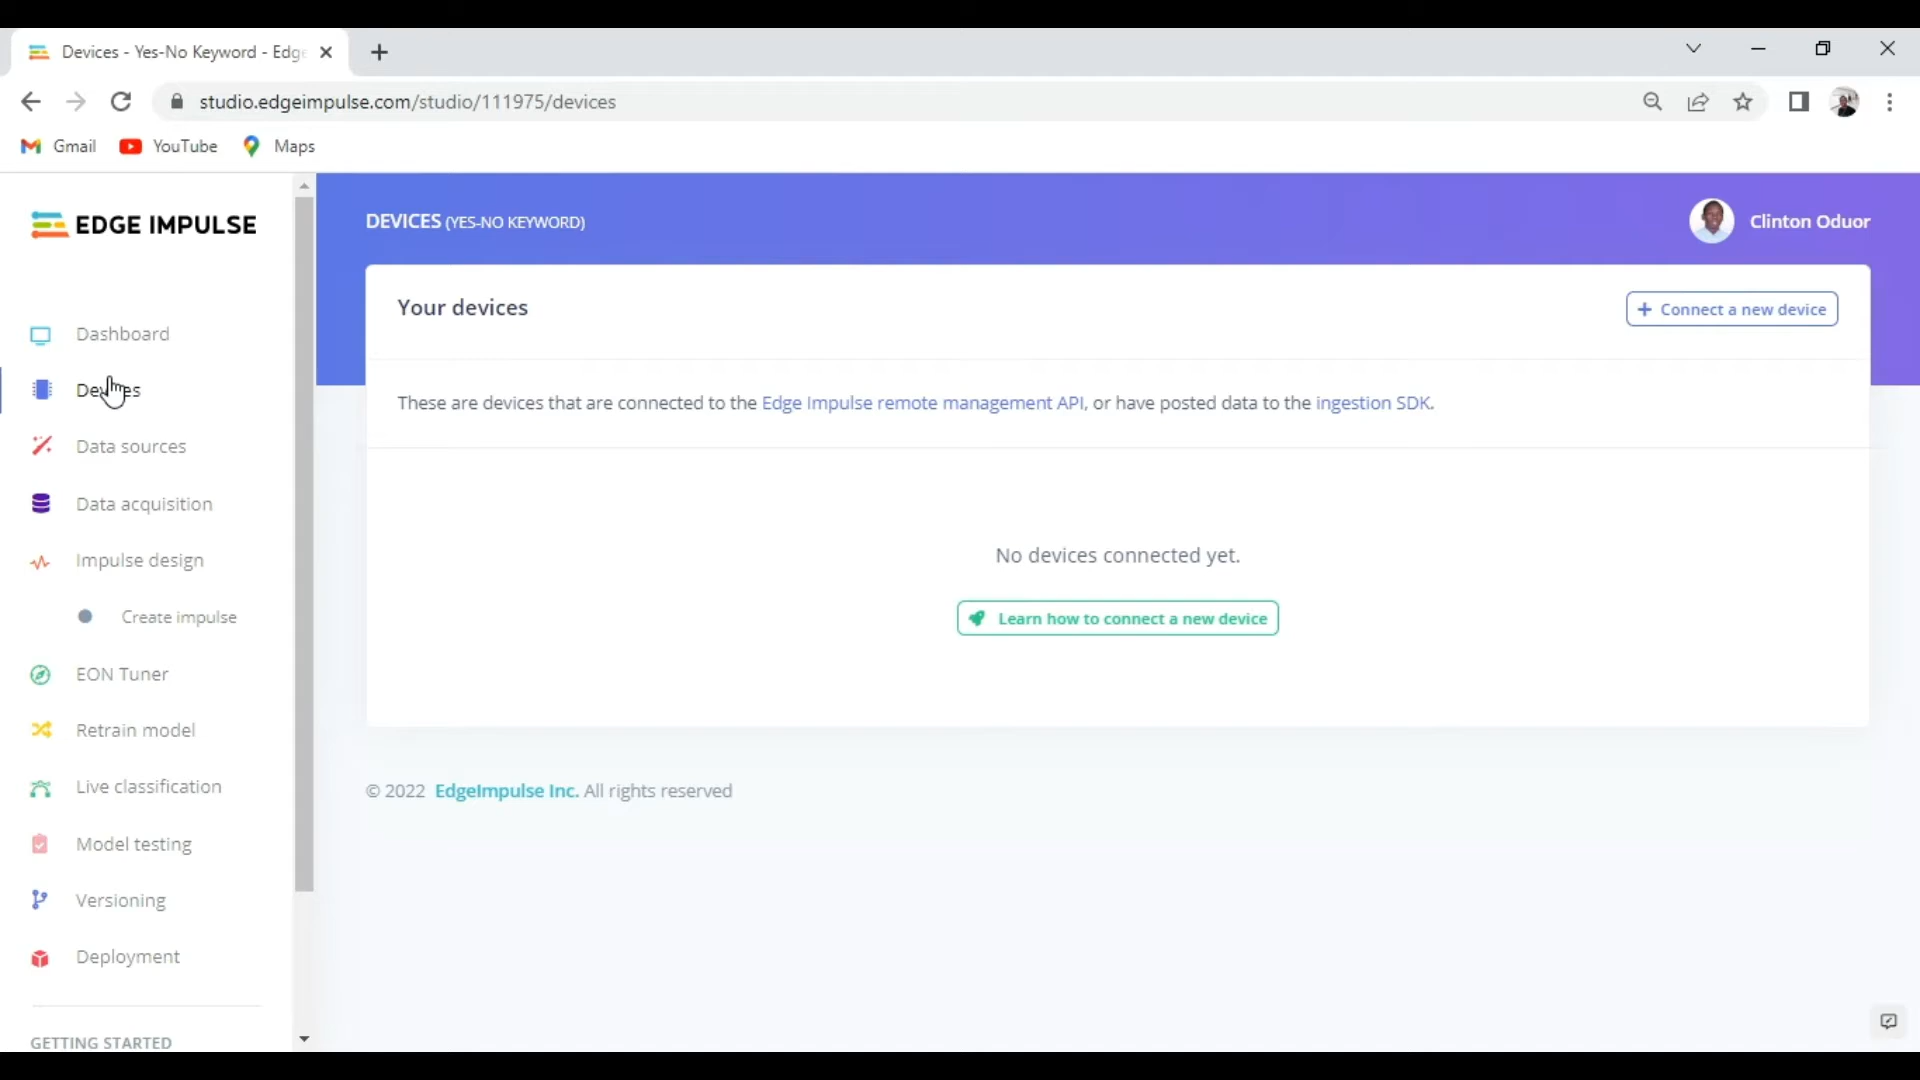 Devices - Yes-No Keyword - Edge
studio.edgeimpulse.com/studio/111975/devices
Gmail
YouTube
Maps
EDGE IMPULSE
DEVICES (YES-NO KEYWORD)
Clinton Oduor
Dashboard
Devices
Data sources
Data acquisition
Impulse design
Create impulse
EON Tuner
Retrain model
Live classification
Model testing
Versioning
Deployment
GETTING STARTED
Your devices
+ Connect a new device
These are devices that are connected to the Edge Impulse remote management API, or have posted data to the ingestion SDK.
No devices connected yet.
Learn how to connect a new device
© 2022 EdgeImpulse Inc. All rights reserved